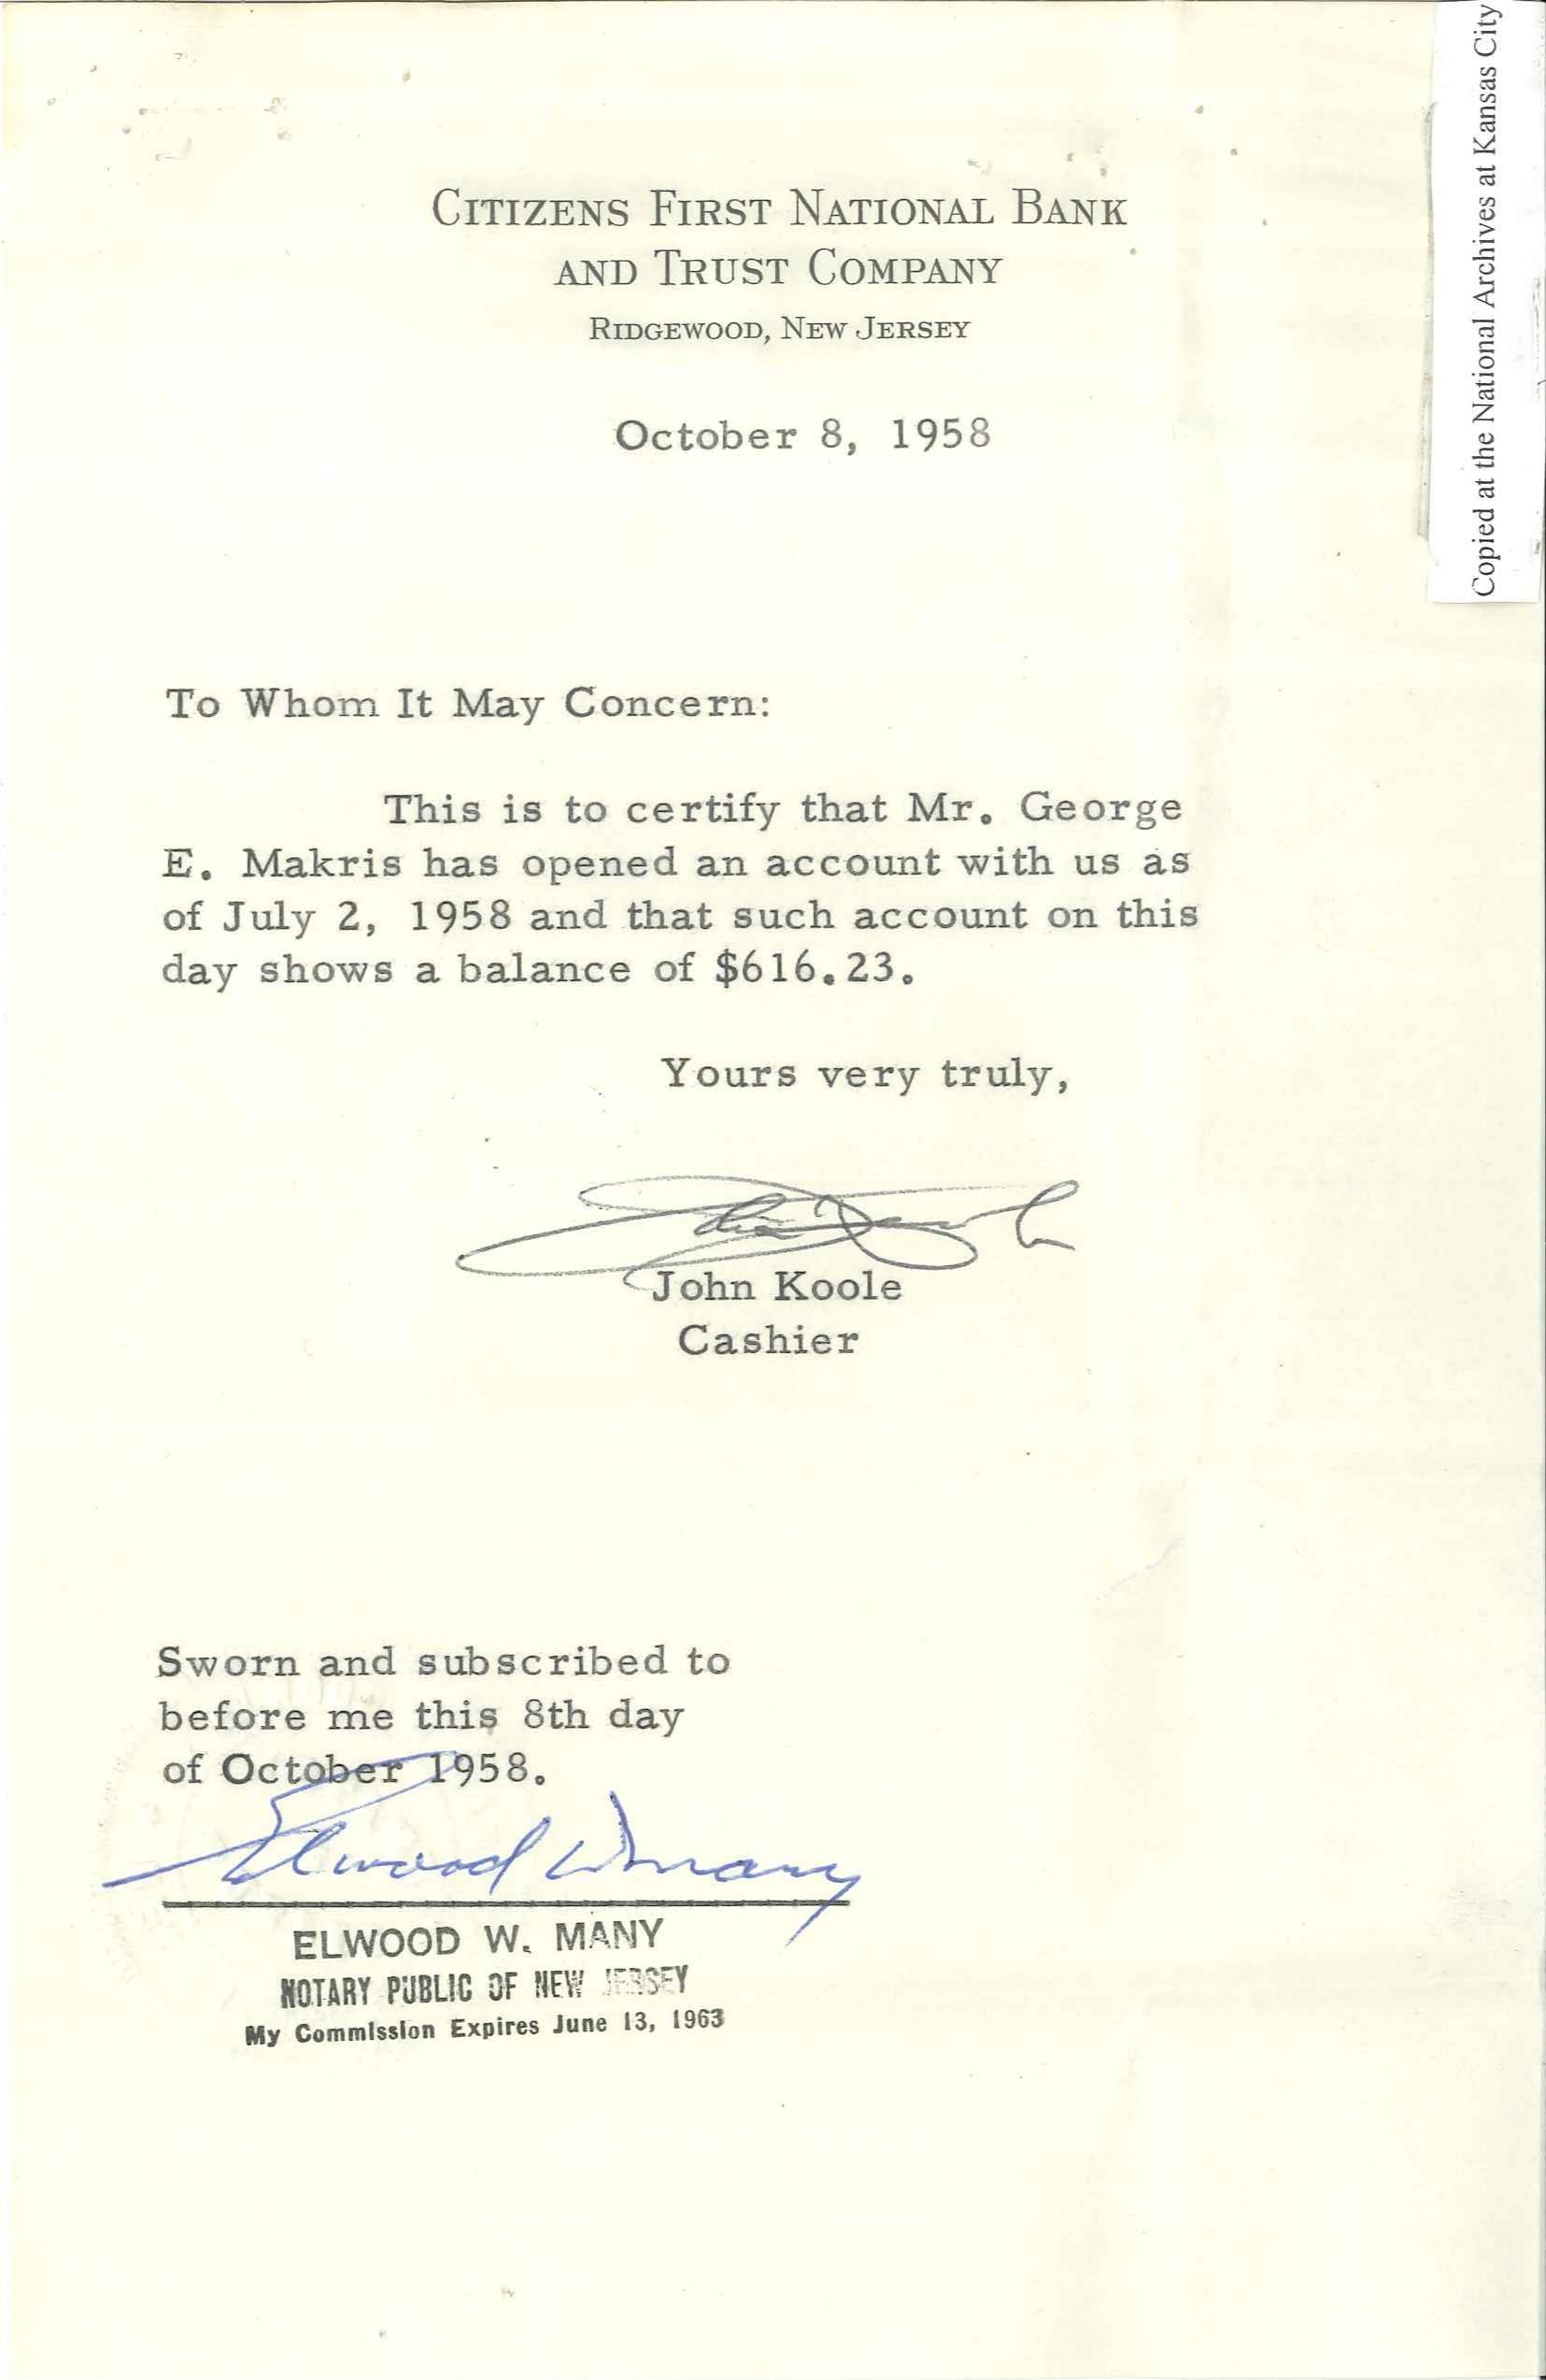 Copied at the National Archives at Kansas City
CITIZENS FIRST NATIONAL BANK
AND TRUST COMPANY
RIDGEWOOD, NEW JERSEY
October 8, 1958
To Whom It May Concern:
This is to certify that Mr. George
E. Makris has opened an account with us as
of July 2, 1958 and that such account on this
day shows a balance of $616.23.
Yours very truly,
John Koole
Cashier
Sworn and subscribed to
before me this 8th day
of October 1958.
Elwood W Many
ELWOOD W. MANY
NOTARY PUBLIC OF NEW JERSEY
My Commission Expires June 13, 1963